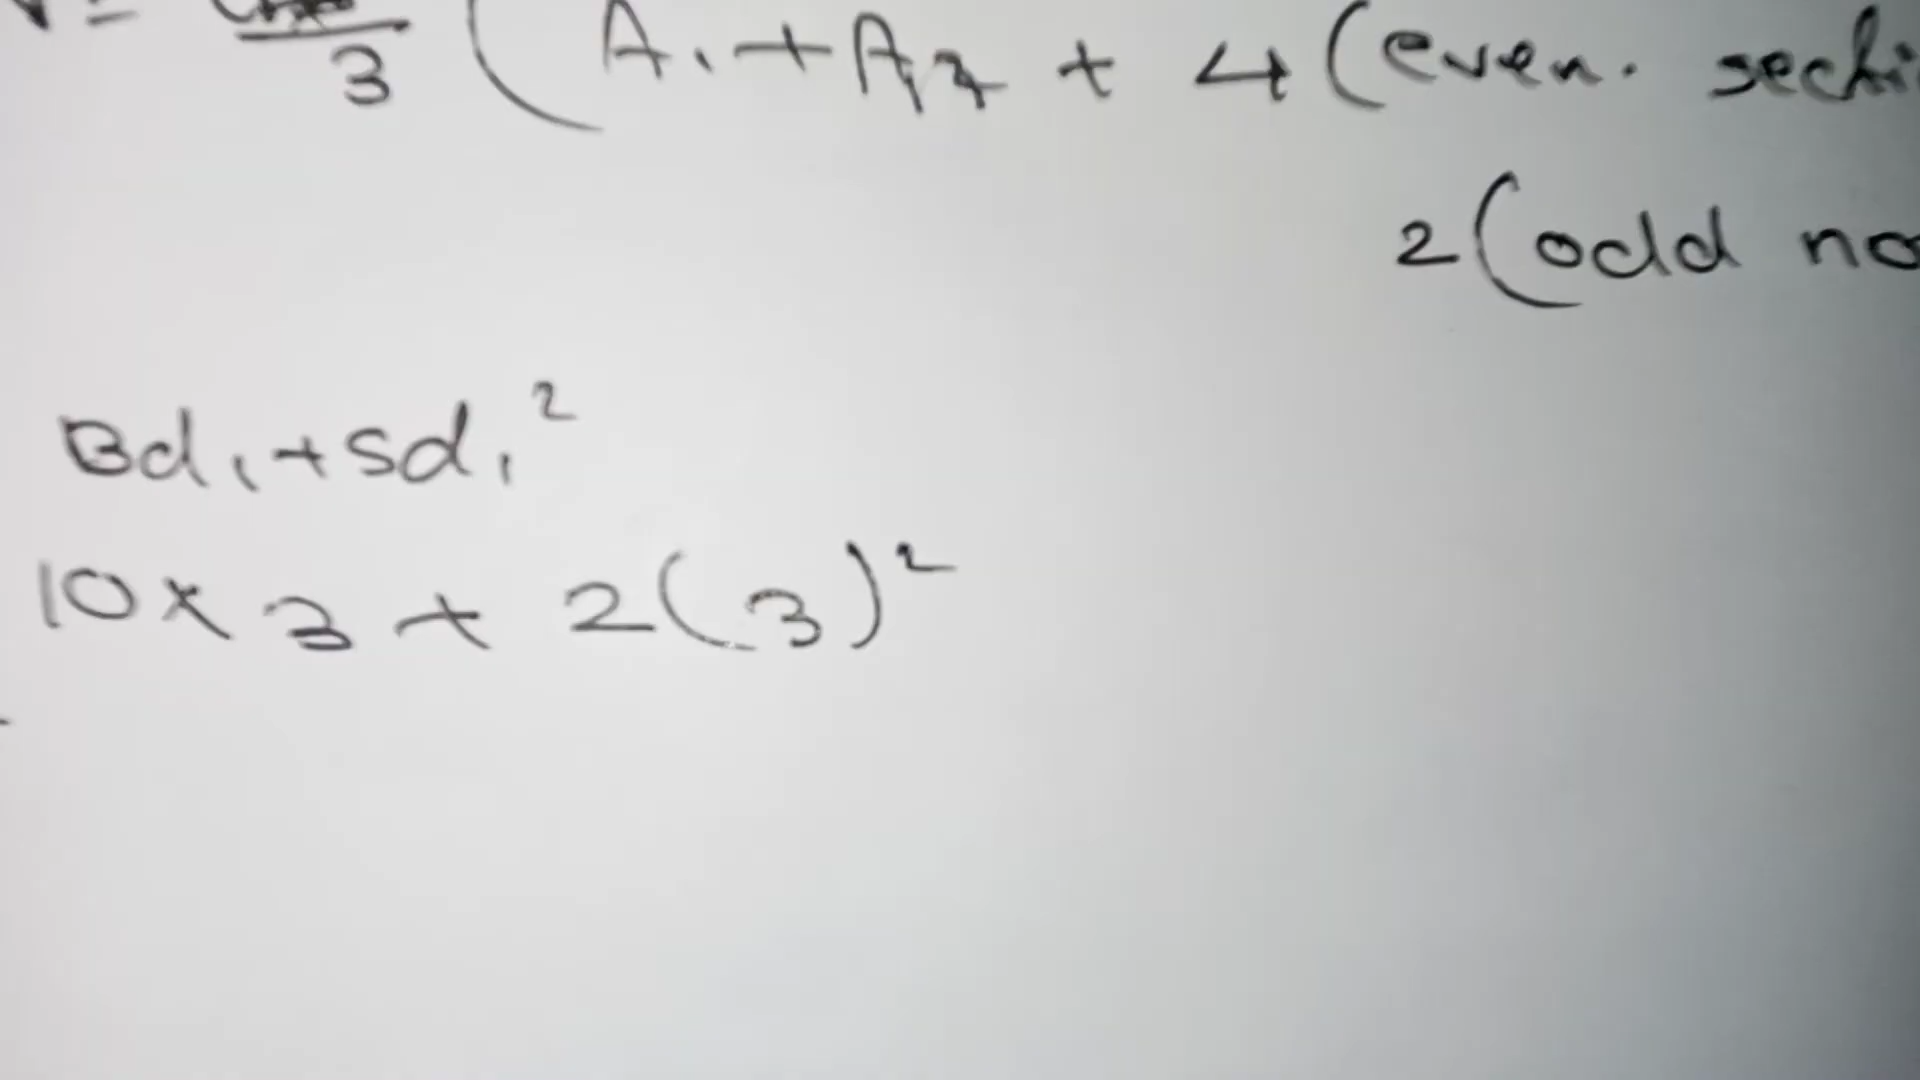 V = /3 ( A₁ + A₇ + 4 ( even. secti
2 ( odd no
Bd₁ + Sd₁²
10 × 3 + 2 ( 3 )²